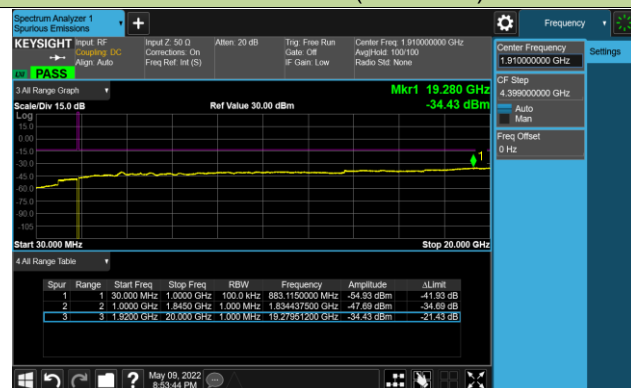 Spectrum Analyzer 1
Spurious Emissions
Frequency
KEYSIGHT
Input: RF
Coupling: DC
Align: Auto
Input Z: 50 Ω
Corrections: On
Freq Ref: Int (S)
Atten: 20 dB
Trig: Free Run
Gate: Off
IF Gain: Low
Center Freq: 1.910000000 GHz
Avg|Hold: 100/100
Radio Std: None
PASS
Center Frequency
1.910000000 GHz
Settings
CF Step
4.399000000 GHz
Auto
Man
Freq Offset
0 Hz
3 All Range Graph
Mkr1 19.280 GHz
Scale/Div 15.0 dB
Ref Value 30.00 dBm
-34.43 dBm
Log
15.0
0.00
-15.0
-30.0
-45.0
-60.0
-75.0
-90.0
-105
1
Start 30.000 MHz
Stop 20.000 GHz
4 All Range Table
Spur Range Start Freq Stop Freq RBW Frequency Amplitude ΔLimit
1 1 30.000 MHz 1.0000 GHz 100.0 kHz 883.1150000 MHz -54.93 dBm -41.93 dB
2 2 1.0000 GHz 1.8450 GHz 1.000 MHz 1.834437500 GHz -47.69 dBm -34.69 dB
3 3 1.9200 GHz 20.000 GHz 1.000 MHz 19.27951200 GHz -34.43 dBm -21.43 dB
May 09, 2022
8:53:44 PM